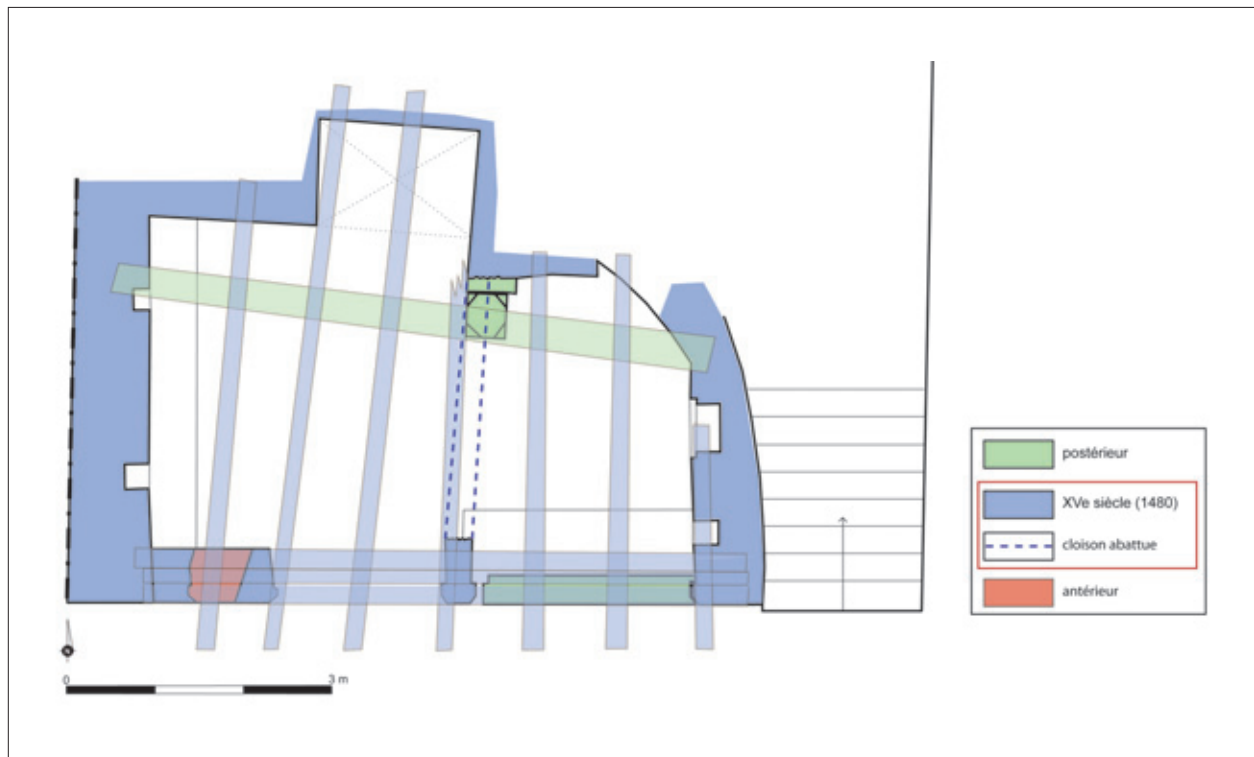 postérieur
XVe siècle (1480)
cloison abattue
antérieur
0
3 m